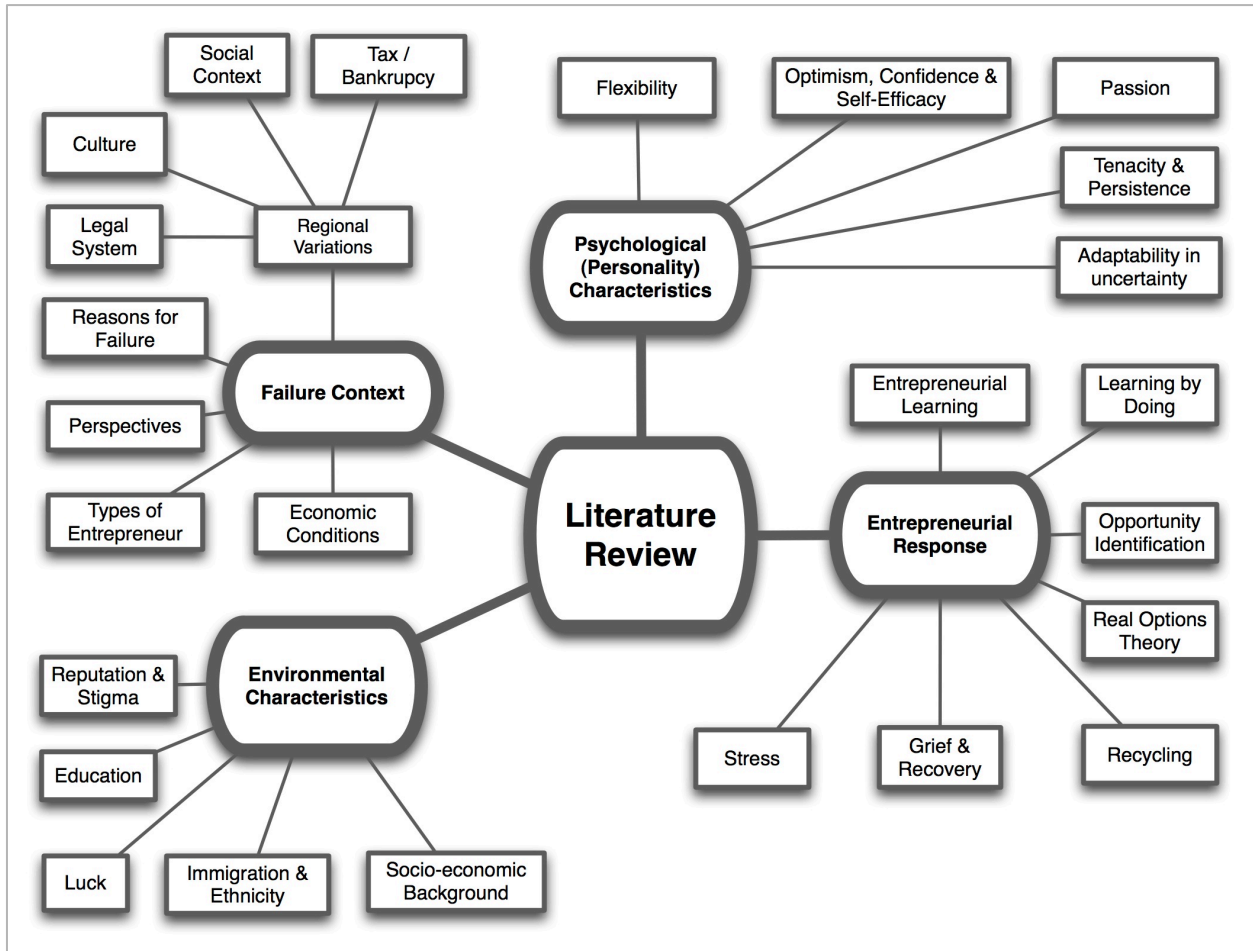 Social
Context
Tax /
Bankrupcy
Culture
Legal
System
Regional
Variations
Reasons for
Failure
Perspectives
Types of
Entrepreneur
Economic
Conditions
Failure Context
Flexibility
Optimism, Confidence &
Self-Efficacy
Passion
Tenacity &
Persistence
Adaptability in
uncertainty
Psychological
(Personality)
Characteristics
Literature
Review
Entrepreneurial
Learning
Learning by
Doing
Entrepreneurial
Response
Opportunity
Identification
Real Options
Theory
Stress
Grief &
Recovery
Recycling
Environmental
Characteristics
Reputation &
Stigma
Education
Luck
Immigration &
Ethnicity
Socio-economic
Background